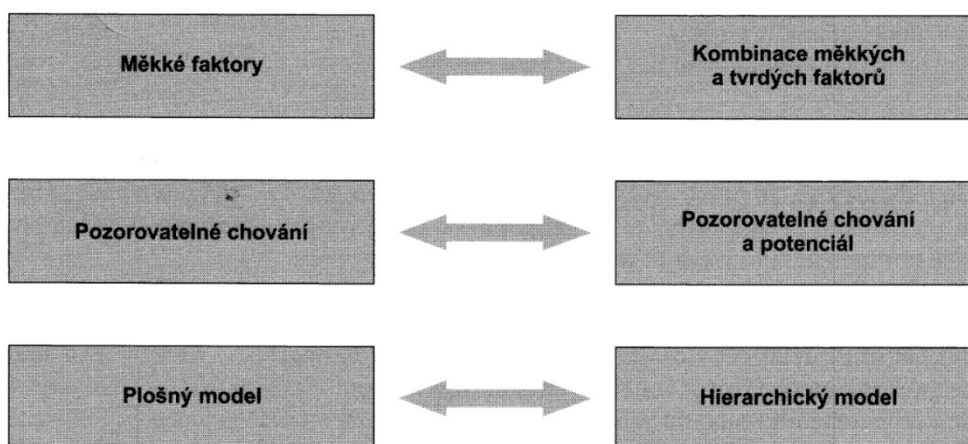 Měkké faktory
Kombinace měkkých
a tvrdých faktorů
Pozorovatelné chování
Pozorovatelné chování
a potenciál
Plošný model
Hierarchický model